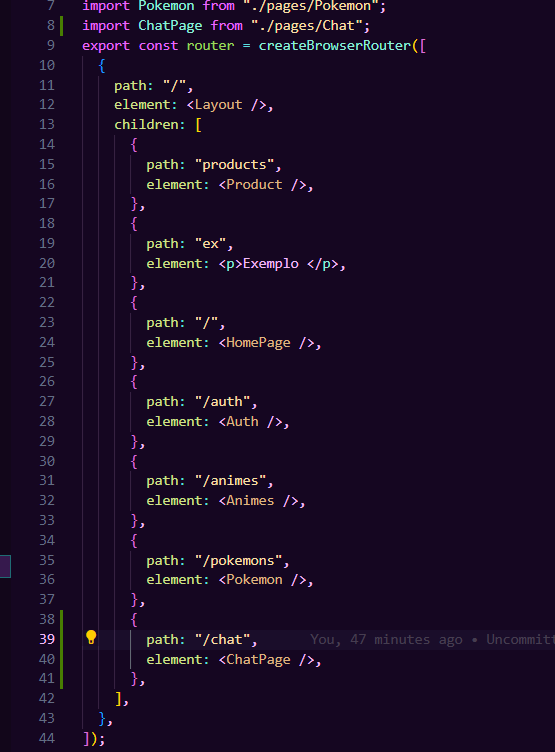 7 import Pokemon from "./pages/Pokemon";
8 import ChatPage from "./pages/Chat";
9 export const router = createBrowserRouter([
10 {
11 path: "/",
12 element: <Layout />,
13 children: [
14 {
15 path: "products",
16 element: <Product />,
17 },
18 {
19 path: "ex",
20 element: <p>Exemplo </p>,
21 },
22 {
23 path: "/",
24 element: <HomePage />,
25 },
26 {
27 path: "/auth",
28 element: <Auth />,
29 },
30 {
31 path: "/animes",
32 element: <Animes />,
33 },
34 {
35 path: "/pokemons",
36 element: <Pokemon />,
37 },
38 {
39 path: "/chat", You, 47 minutes ago • Uncommitt
40 element: <ChatPage />,
41 },
42 ],
43 },
44 ]);